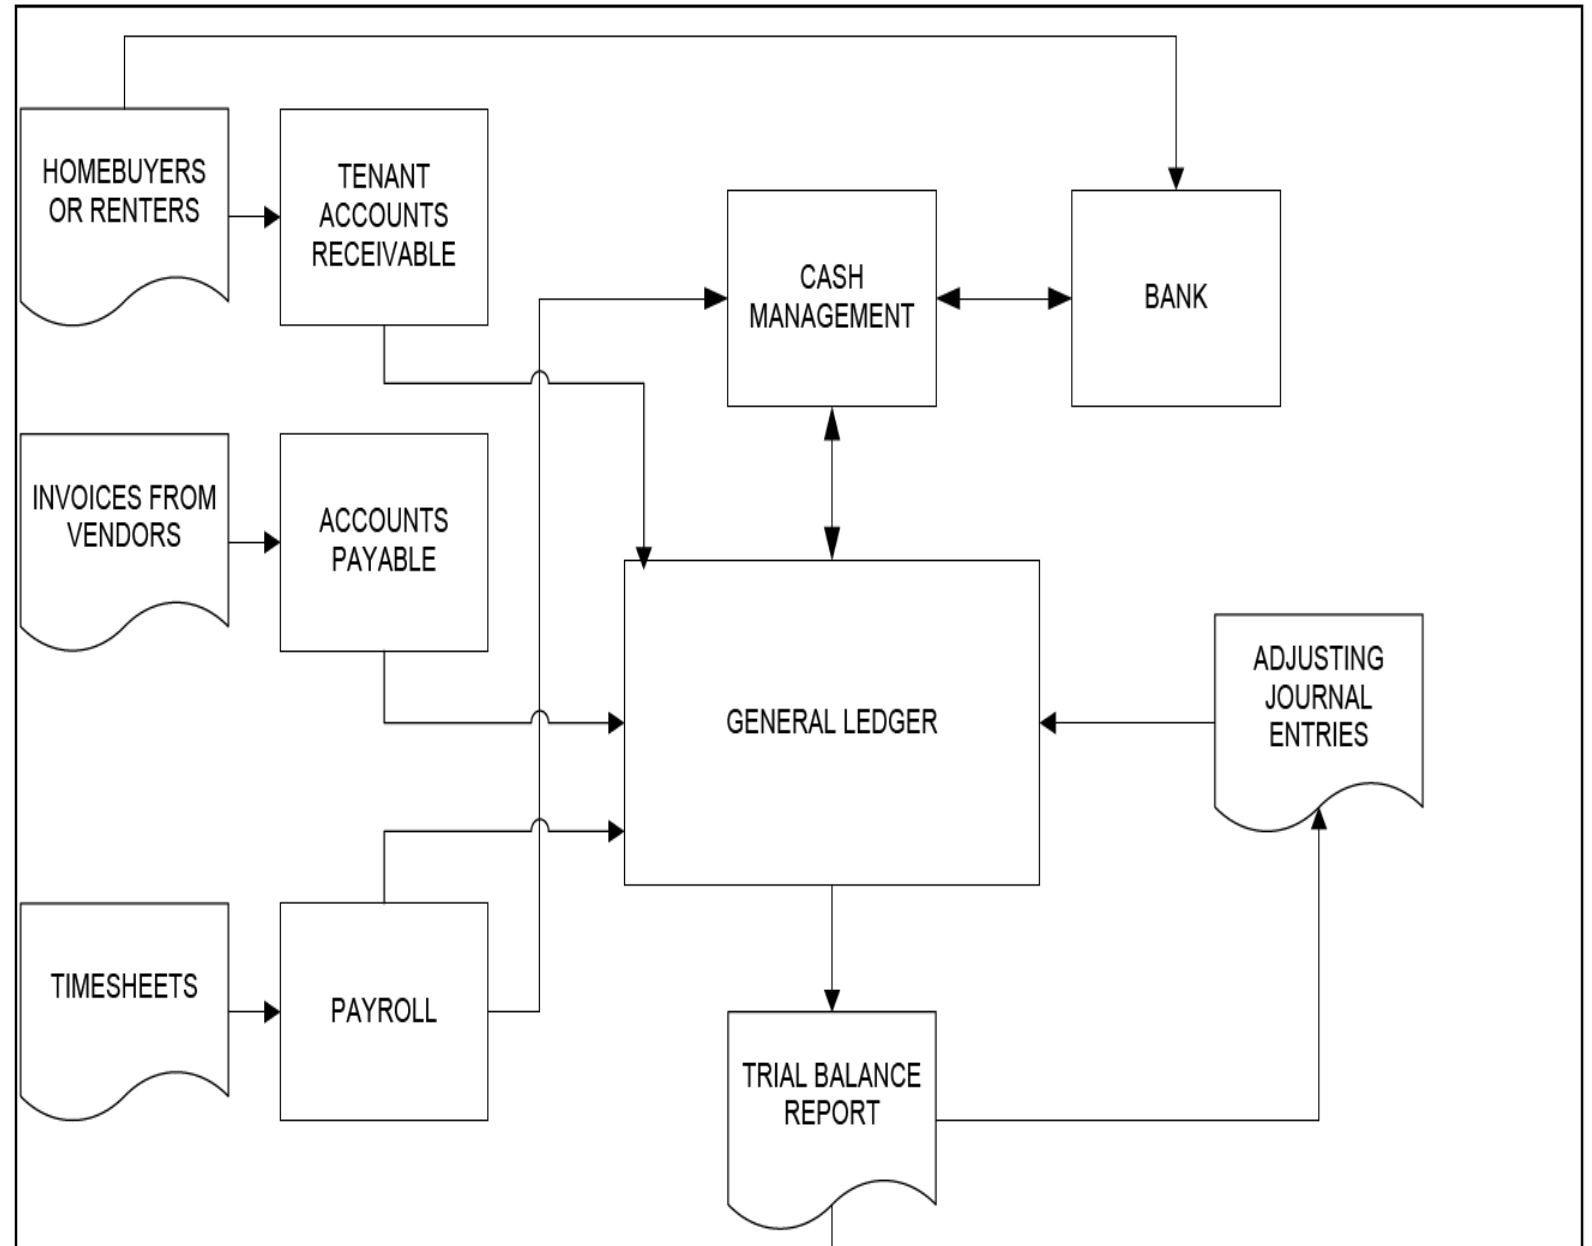 HOMEBUYERS
OR RENTERS
TENANT
ACCOUNTS
RECEIVABLE
CASH
MANAGEMENT
BANK
INVOICES FROM
VENDORS
ACCOUNTS
PAYABLE
GENERAL LEDGER
ADJUSTING
JOURNAL
ENTRIES
TIMESHEETS
PAYROLL
TRIAL BALANCE
REPORT